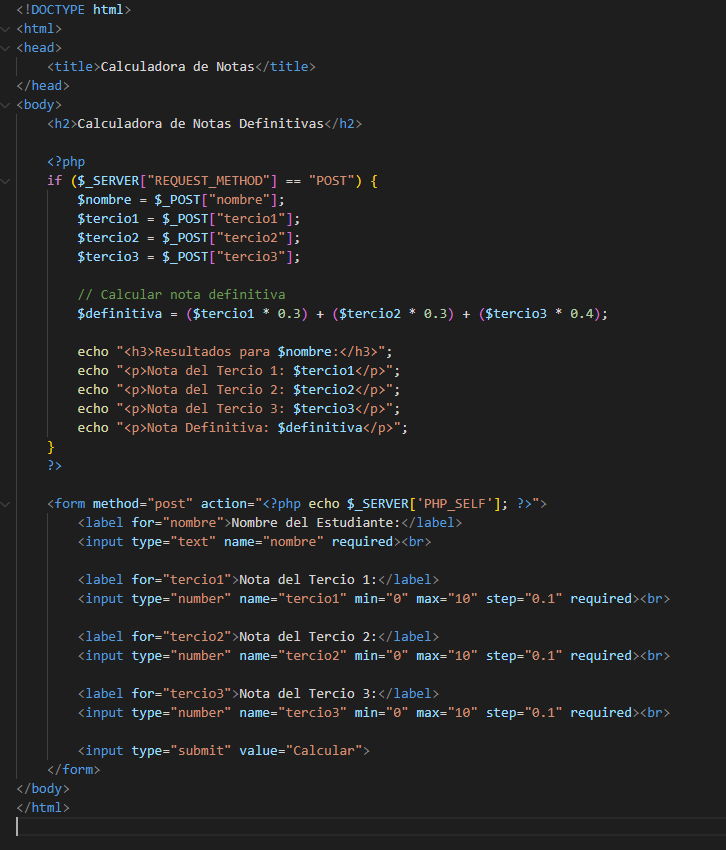 <!DOCTYPE html>
<html>
<head>
    <title>Calculadora de Notas</title>
</head>
<body>
    <h2>Calculadora de Notas Definitivas</h2>

    <?php
    if ($_SERVER["REQUEST_METHOD"] == "POST") {
        $nombre = $_POST["nombre"];
        $tercio1 = $_POST["tercio1"];
        $tercio2 = $_POST["tercio2"];
        $tercio3 = $_POST["tercio3"];

        // Calcular nota definitiva
        $definitiva = ($tercio1 * 0.3) + ($tercio2 * 0.3) + ($tercio3 * 0.4);

        echo "<h3>Resultados para $nombre:</h3>";
        echo "<p>Nota del Tercio 1: $tercio1</p>";
        echo "<p>Nota del Tercio 2: $tercio2</p>";
        echo "<p>Nota del Tercio 3: $tercio3</p>";
        echo "<p>Nota Definitiva: $definitiva</p>";
    }
    ?>

    <form method="post" action="<?php echo $_SERVER['PHP_SELF']; ?>">
        <label for="nombre">Nombre del Estudiante:</label>
        <input type="text" name="nombre" required><br>

        <label for="tercio1">Nota del Tercio 1:</label>
        <input type="number" name="tercio1" min="0" max="10" step="0.1" required><br>

        <label for="tercio2">Nota del Tercio 2:</label>
        <input type="number" name="tercio2" min="0" max="10" step="0.1" required><br>

        <label for="tercio3">Nota del Tercio 3:</label>
        <input type="number" name="tercio3" min="0" max="10" step="0.1" required><br>

        <input type="submit" value="Calcular">
    </form>
</body>
</html>